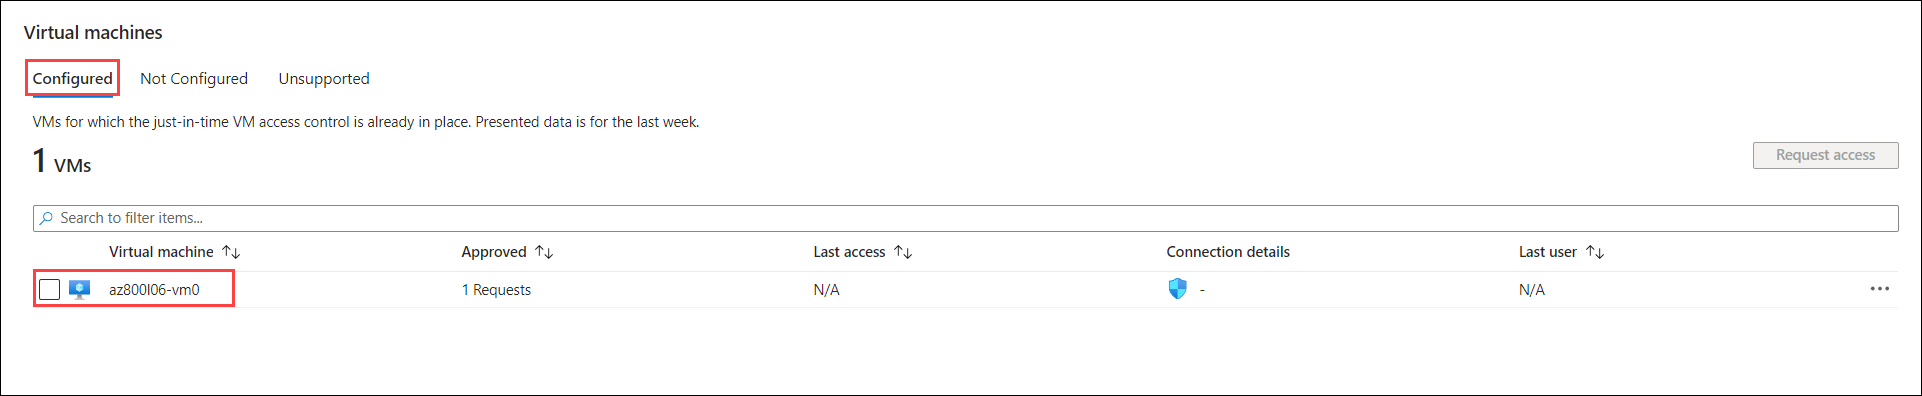 Virtual machines
Configured Not Configured Unsupported
VMs for which the just-in-time VM access control is already in place. Presented data is for the last week.
1 VMs
Request access
Search to filter items...
Virtual machine ↑↓ Approved ↑↓ Last access ↑↓ Connection details Last user ↑↓
az800l06-vm0 1 Requests N/A - N/A ...